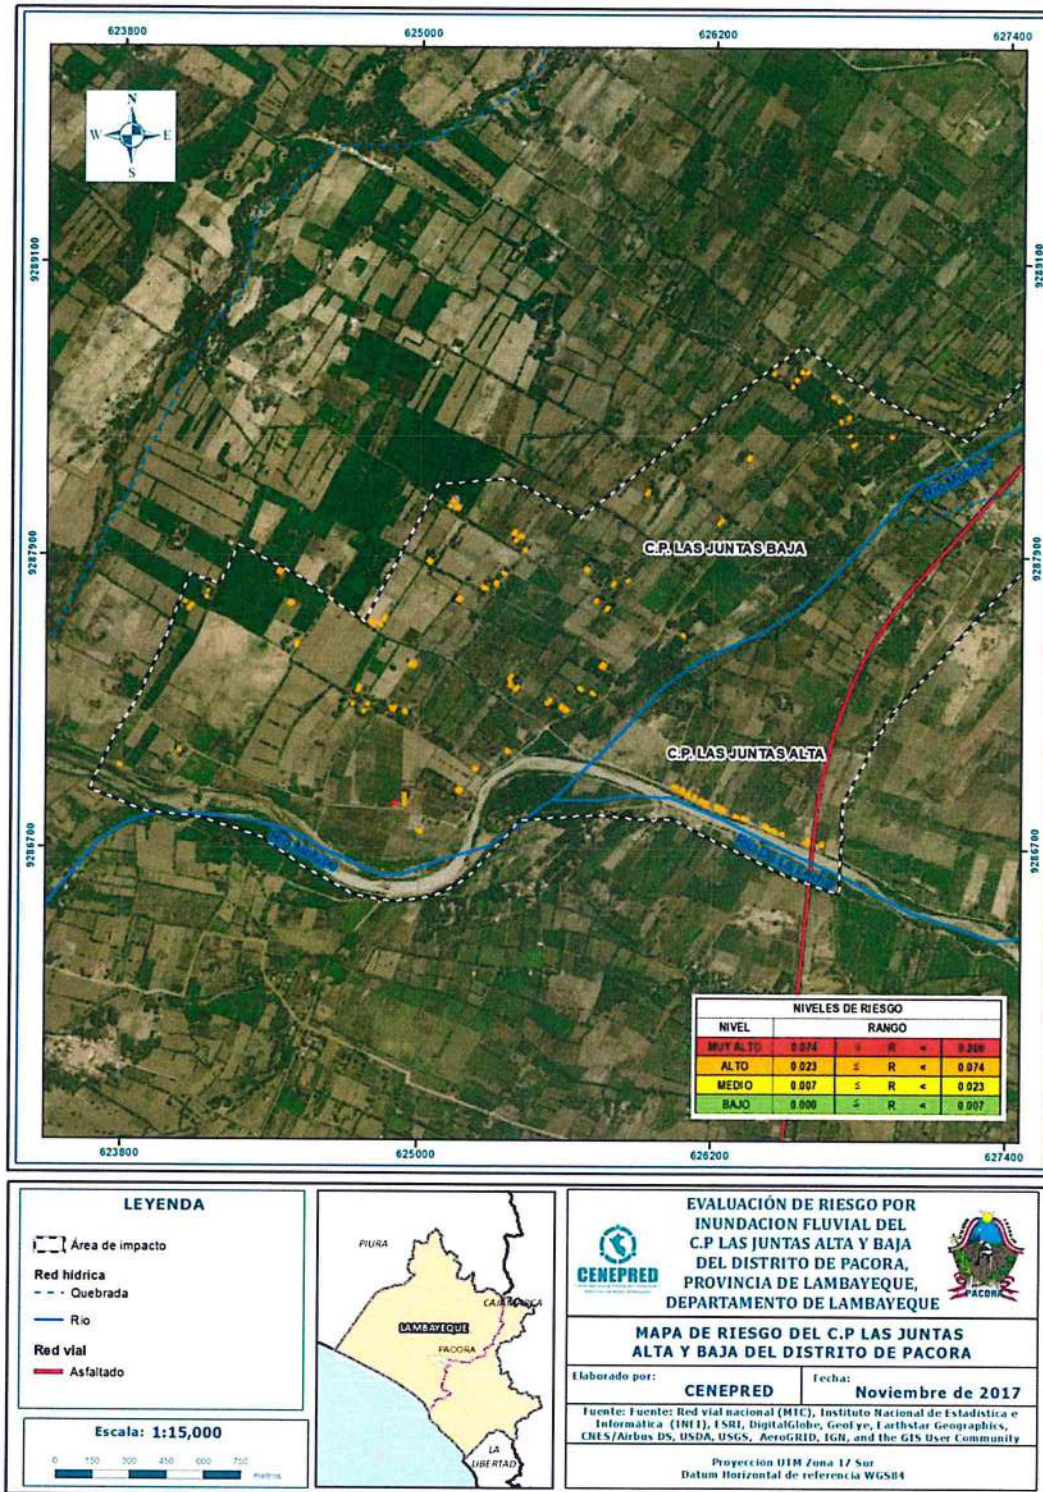 623800 625000 626200 627400
N
W E
S
9289100 9289100
9287900 9287900
9286700 9286700
C.P. LAS JUNTAS BAJA
C.P. LAS JUNTAS ALTA
NIVELES DE RIESGO
NIVEL RANGO
MUY ALTO 0.074 ≤ R <
ALTO 0.023 ≤ R < 0.074
MEDIO 0.007 ≤ R < 0.023
BAJO 0.000 ≤ R < 0.007
623800 625000 626200 627400
LEYENDA
Área de impacto
Red hídrica
Quebrada
Río
Red vial
Asfaltado
Escala: 1:15,000
0 150 300 450 600 750
metros
PIURA
CAJAMARCA
LAMBAYEQUE
PACORA
LA
LIBERTAD
CENEPRED
EVALUACIÓN DE RIESGO POR
INUNDACION FLUVIAL DEL
C.P LAS JUNTAS ALTA Y BAJA
DEL DISTRITO DE PACORA,
PROVINCIA DE LAMBAYEQUE,
DEPARTAMENTO DE LAMBAYEQUE
PACORA
MAPA DE RIESGO DEL C.P LAS JUNTAS
ALTA Y BAJA DEL DISTRITO DE PACORA
Elaborado por:
CENEPRED
Fecha:
Noviembre de 2017
Fuente: Fuente: Red vial nacional (MTC), Instituto Nacional de Estadistica e
Informática (INEI), ESRI, DigitalGlobe, GeoEye, Earthstar Geographics,
CNES/Airbus DS, USDA, USGS, AeroGRID, IGN, and the GIS User Community
Proyección UTM Zona 17 Sur
Datum Horizontal de referencia WGS84